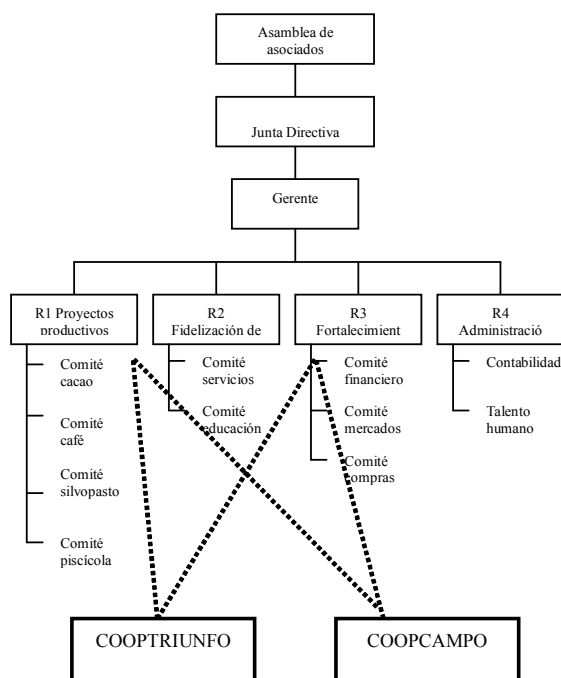 Asamblea de
asociados
Junta Directiva
Gerente
R1 Proyectos
productivos
R2
Fidelización de
R3
Fortalecimient
R4
Administració
Comité
cacao
Comité
café
Comité
silvopasto
Comité
piscícola
Comité
servicios
Comité
educación
Comité
financiero
Comité
mercados
Comité
compras
Contabilidad
Talento
humano
COOPTRIUNFO
COOPCAMPO